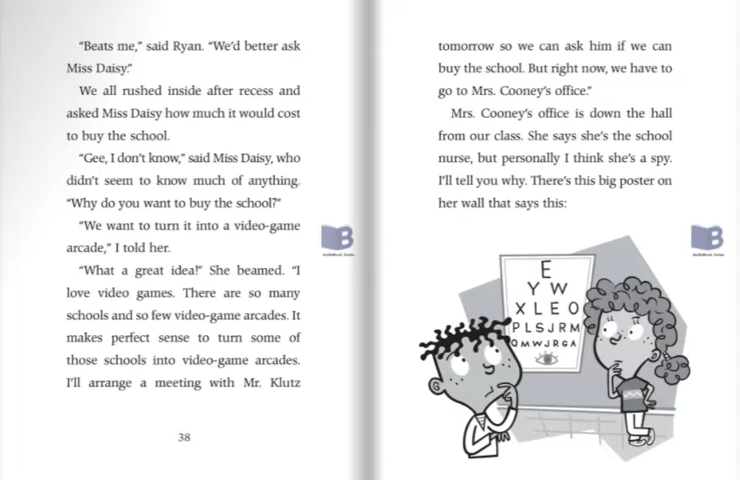 "Beats me," said Ryan. "We'd better ask
Miss Daisy."
We all rushed inside after recess and
asked Miss Daisy how much it would cost
to buy the school.
"Gee, I don't know," said Miss Daisy, who
didn't seem to know much of anything.
"Why do you want to buy the school?"
"We want to turn it into a video-game
arcade," I told her.
"What a great idea!" She beamed. "I
love video games. There are so many
schools and so few video-game arcades. It
makes perfect sense to turn some of
those schools into video-game arcades.
I'll arrange a meeting with Mr. Klutz
38
tomorrow so we can ask him if we can
buy the school. But right now, we have to
go to Mrs. Cooney's office."
Mrs. Cooney's office is down the hall
from our class. She says she's the school
nurse, but personally I think she's a spy.
I'll tell you why. There's this big poster on
her wall that says this:
E
Y W
X L E O
P L S J R M
O M W J R G A